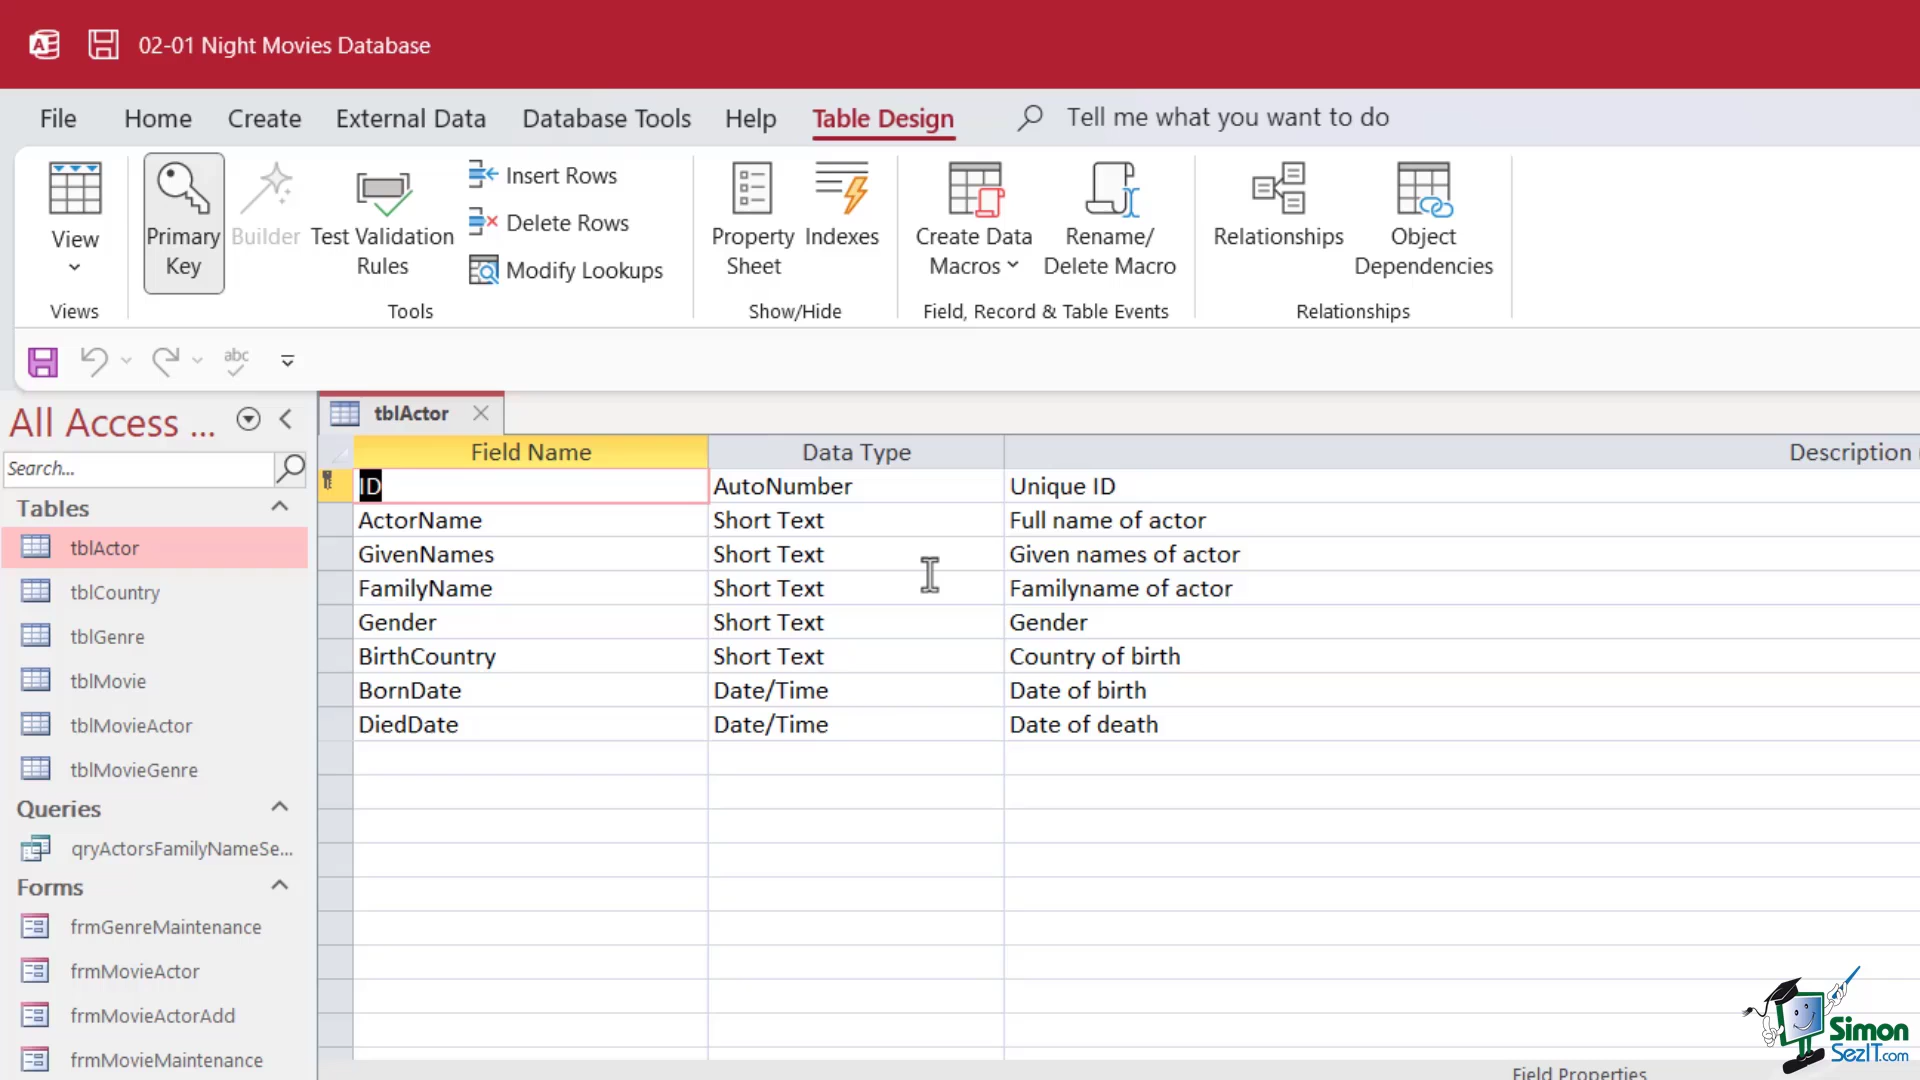 02-01 Night Movies Database
File Home Create External Data Database Tools Help Table Design Tell me what you want to do
View
Views
Primary
Key
Builder
Test Validation
Rules
Insert Rows
Delete Rows
Modify Lookups
Tools
Property
Sheet
Indexes
Show/Hide
Create Data
Macros
Rename/
Delete Macro
Field, Record & Table Events
Relationships
Object
Dependencies
Relationships
abc
All Access ...
Search...
Tables
tblActor
tblCountry
tblGenre
tblMovie
tblMovieActor
tblMovieGenre
Queries
qryActorsFamilyNameSe...
Forms
frmGenreMaintenance
frmMovieActor
frmMovieActorAdd
frmMovieMaintenance
tblActor
Field Name Data Type Description
ID AutoNumber Unique ID
ActorName Short Text Full name of actor
GivenNames Short Text Given names of actor
FamilyName Short Text Familyname of actor
Gender Short Text Gender
BirthCountry Short Text Country of birth
BornDate Date/Time Date of birth
DiedDate Date/Time Date of death
Field Properties
Simon
SezIT.com